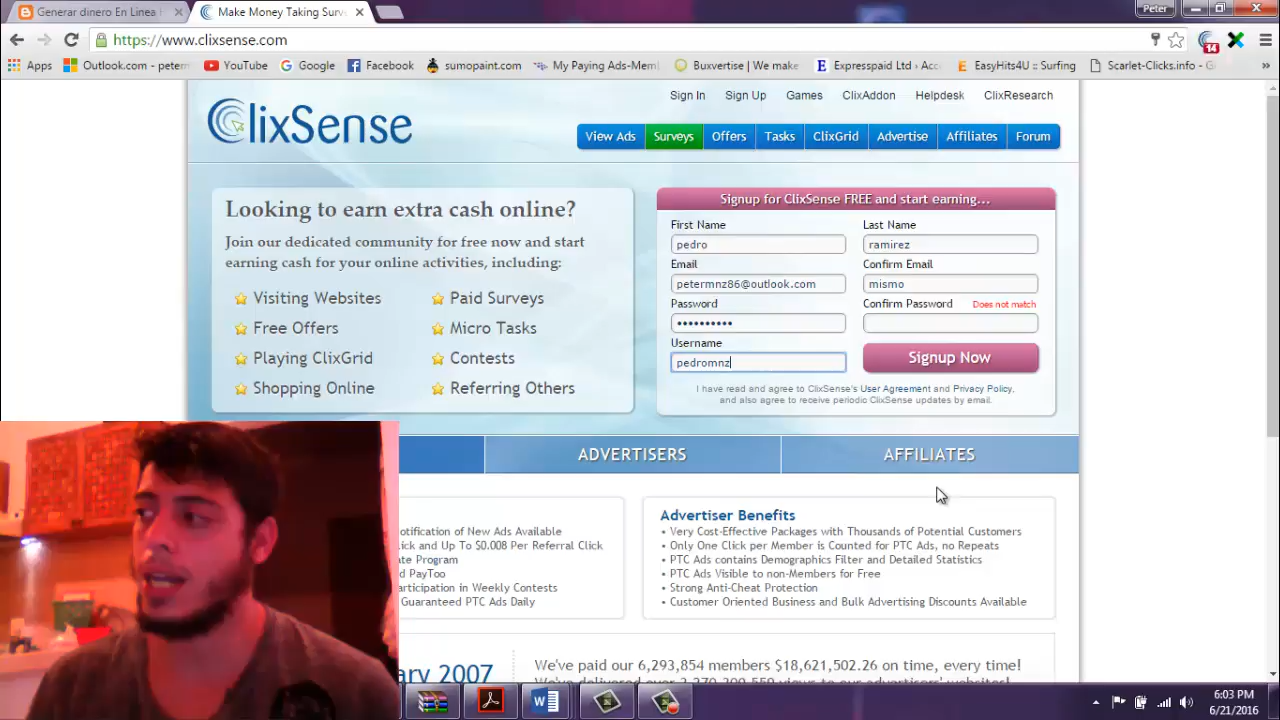 Generar dinero En Linea
Make Money Taking Surv
Peter
https://www.clixsense.com
14
Apps
Outlook.com - peterm
YouTube
Google
Facebook
sumopaint.com
My Paying Ads-Mem
Buxvertise | We make
Expresspaid Ltd › Acc
EasyHits4U :: Surfing
Scarlet-Clicks.info - G
»
Sign In Sign Up Games ClixAddon Helpdesk ClixResearch
ClixSense
View Ads Surveys Offers Tasks ClixGrid Advertise Affiliates Forum
Looking to earn extra cash online?
Join our dedicated community for free now and start
earning cash for your online activities, including:
Visiting Websites
Paid Surveys
Free Offers
Micro Tasks
Playing ClixGrid
Contests
Shopping Online
Referring Others
Signup for ClixSense FREE and start earning...
First Name
Last Name
pedro
ramirez
Email
Confirm Email
petermnz86@outlook.com
mismo
Password
Confirm Password
Does not match
••••••••••
Username
pedromnz
Signup Now
I have read and agree to ClixSense's User Agreement and Privacy Policy,
and also agree to receive periodic ClixSense updates by email.
ADVERTISERS
AFFILIATES
otification of New Ads Available
lick and Up To $0.008 Per Referral Click
ate Program
d PayToo
articipation in Weekly Contests
Guaranteed PTC Ads Daily
Advertiser Benefits
• Very Cost-Effective Packages with Thousands of Potential Customers
• Only One Click per Member is Counted for PTC Ads, no Repeats
• PTC Ads contains Demographics Filter and Detailed Statistics
• PTC Ads Visible to non-Members for Free
• Strong Anti-Cheat Protection
• Customer Oriented Business and Bulk Advertising Discounts Available
ary 2007
We've paid our 6,293,854 members $18,621,502.26 on time, every time!
6:03 PM
6/21/2016